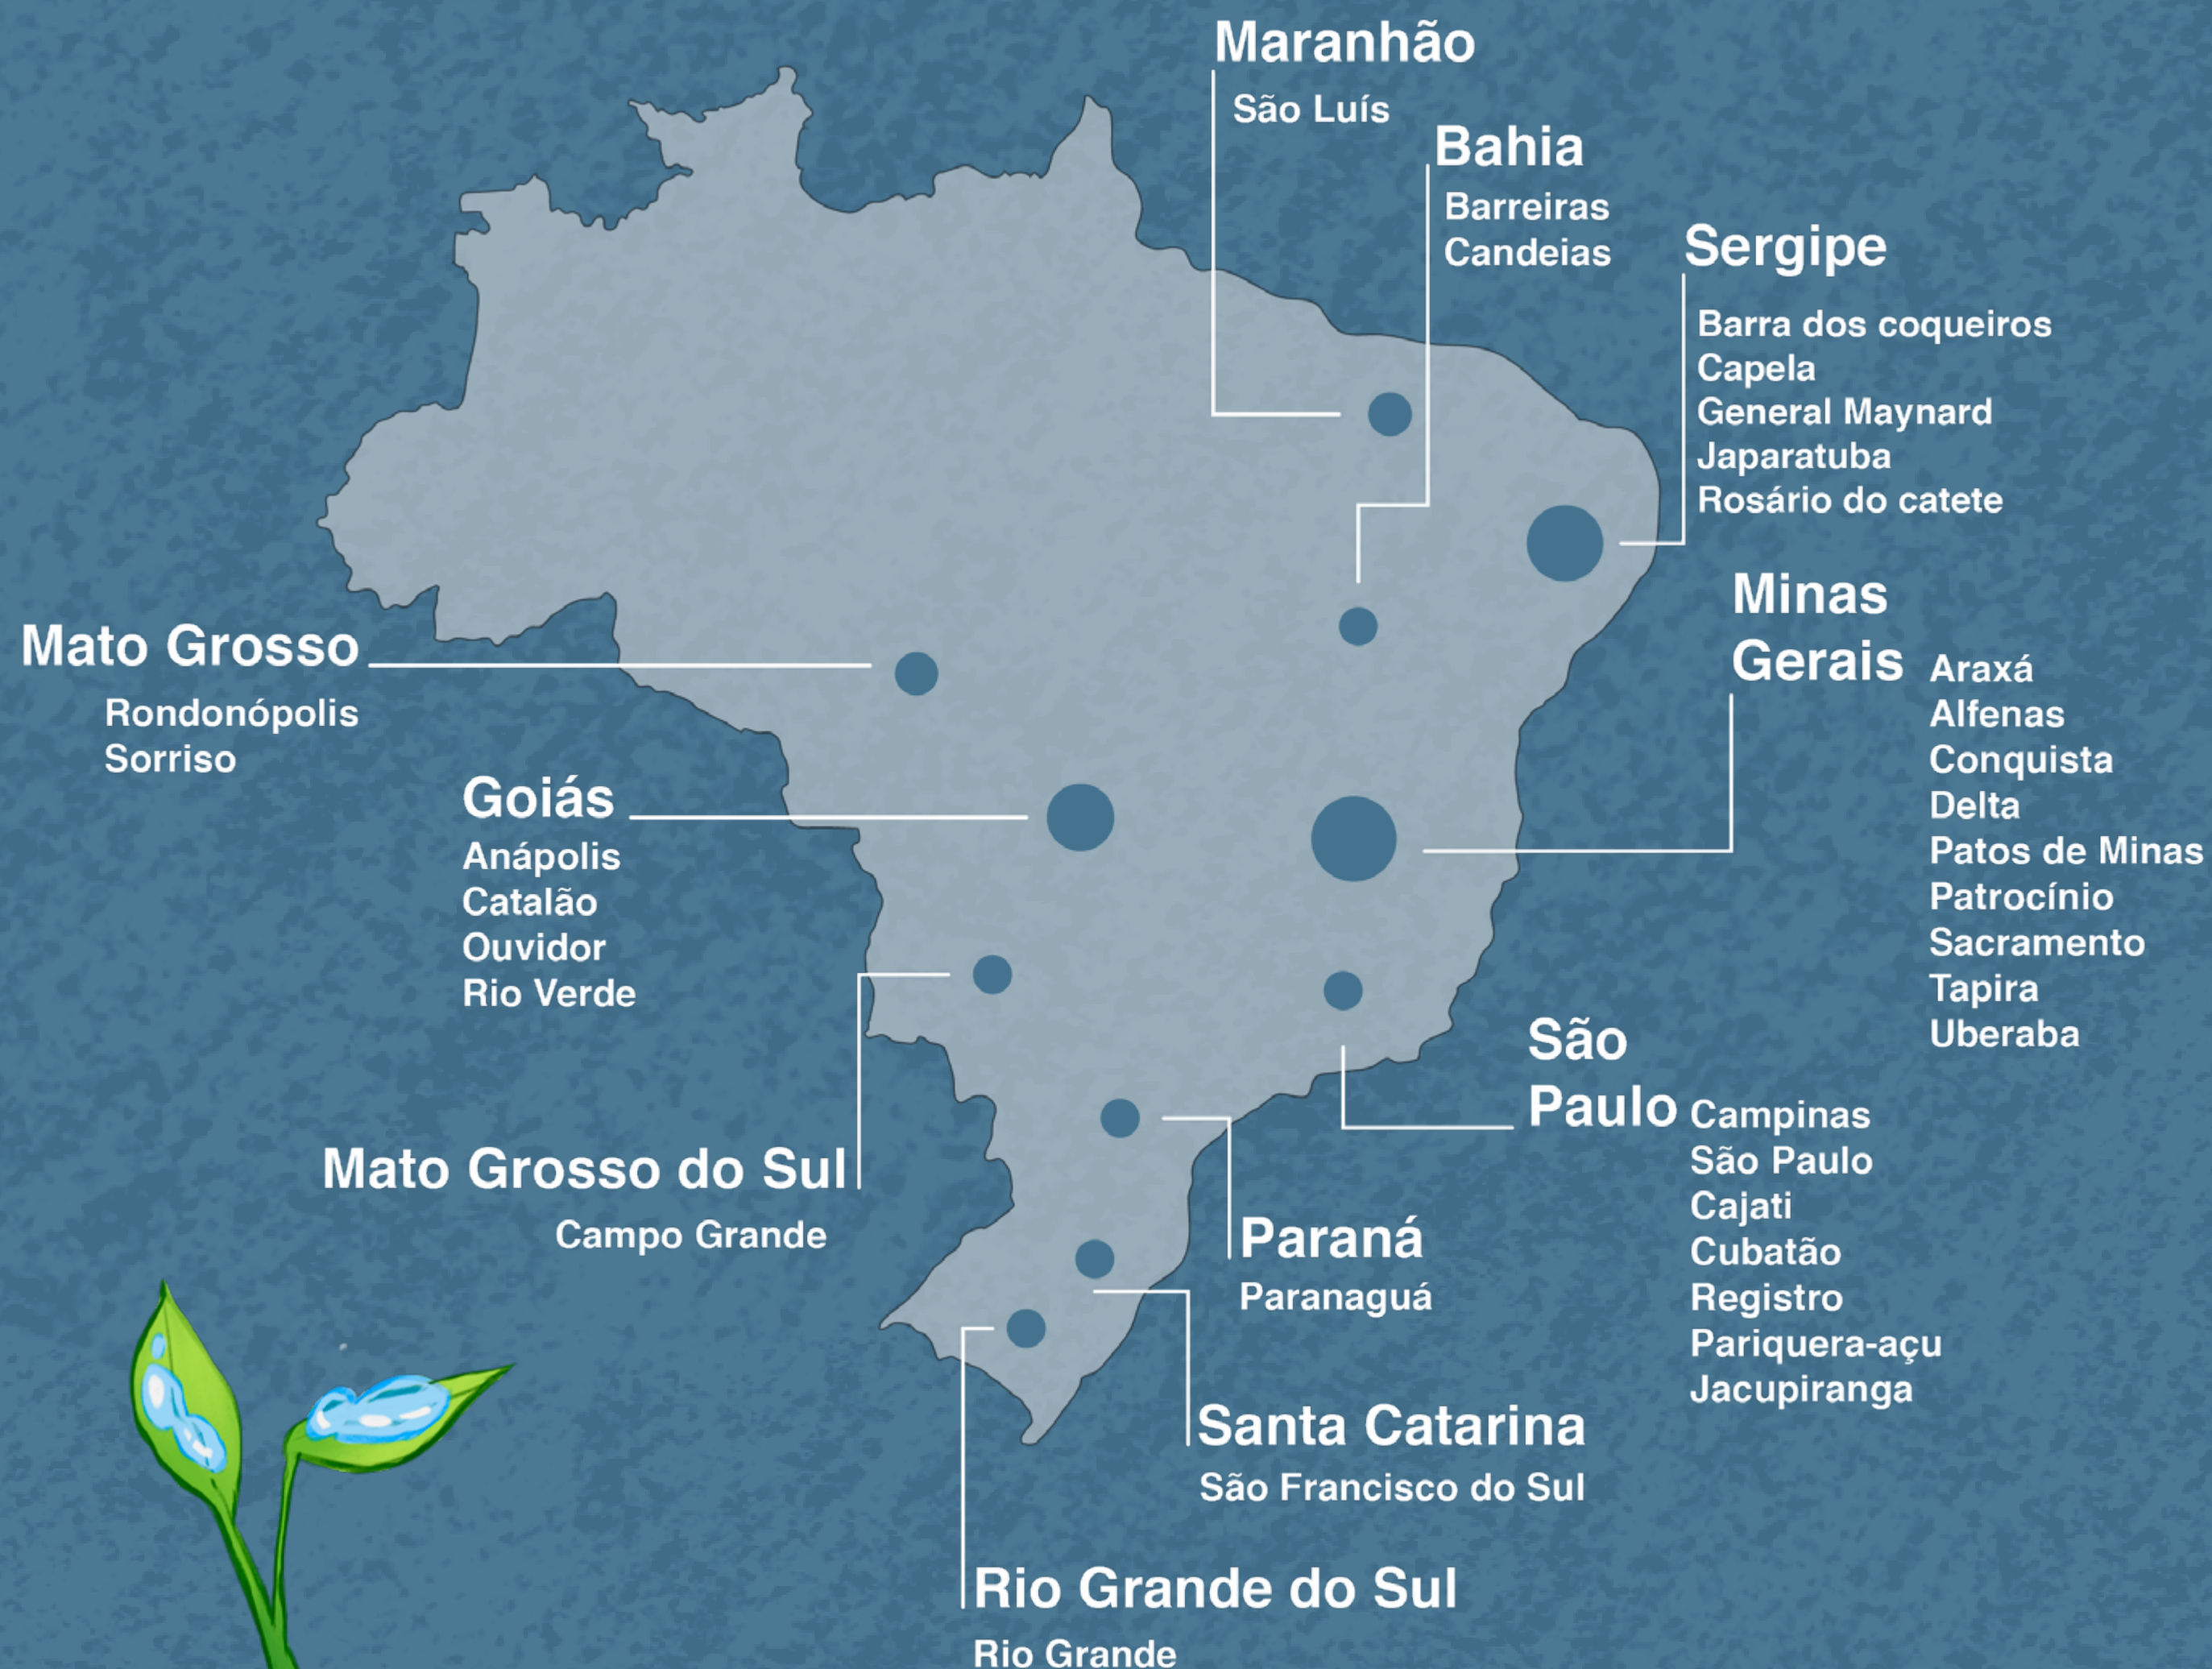 Maranhão
São Luís
Bahia
Barreiras
Candeias
Sergipe
Barra dos coqueiros
Capela
General Maynard
Japaratuba
Rosário do catete
Minas
Gerais
Araxá
Alfenas
Conquista
Delta
Patos de Minas
Patrocínio
Sacramento
Tapira
Uberaba
Mato Grosso
Rondonópolis
Sorriso
Goiás
Anápolis
Catalão
Ouvidor
Rio Verde
São
Paulo
Campinas
São Paulo
Cajati
Cubatão
Registro
Pariquera-açu
Jacupiranga
Mato Grosso do Sul
Campo Grande
Paraná
Paranaguá
Santa Catarina
São Francisco do Sul
Rio Grande do Sul
Rio Grande